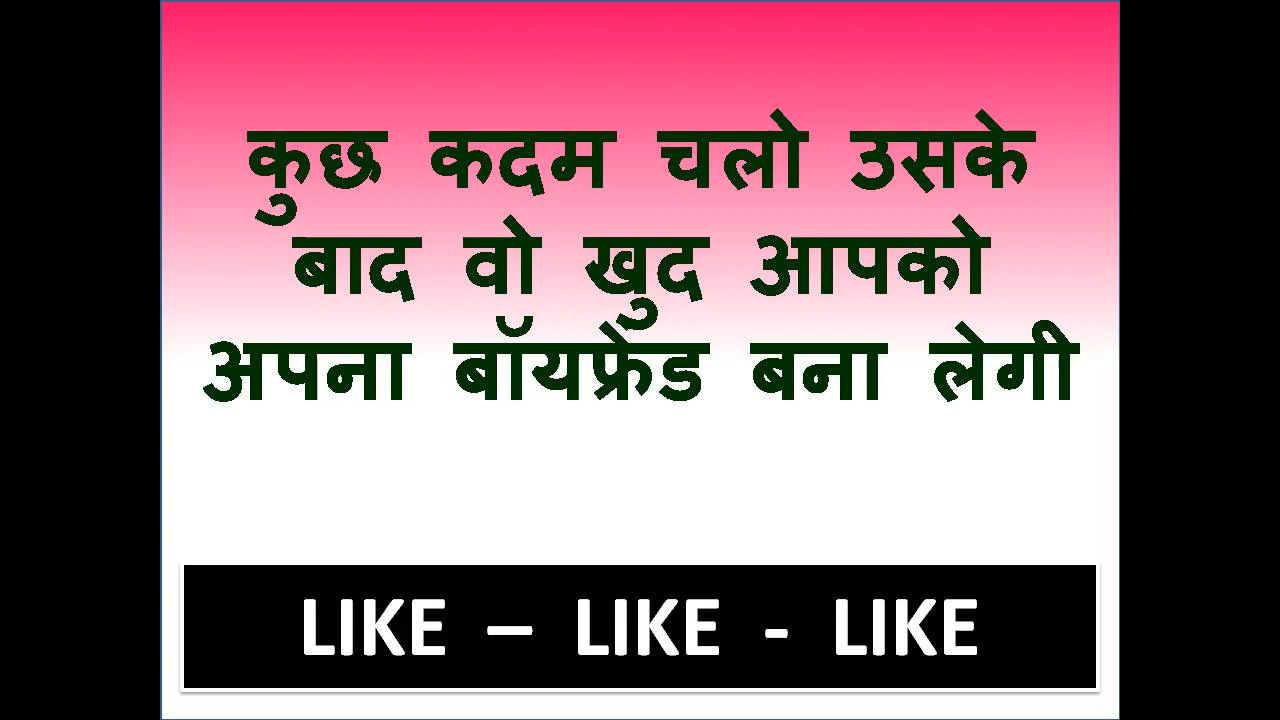 कुछ कदम चलो उसके
बाद वो खुद आपको
अपना बॉयफ्रेंड बना लेगी
LIKE – LIKE - LIKE